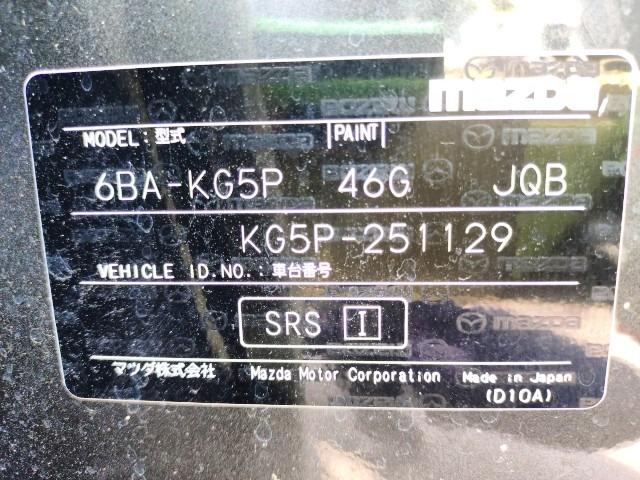 mazda
MODEL: 型式 PAINT
6BA-KG5P 46G JQB
KG5P-251129
VEHICLE ID.NO.: 車台番号
SRS I
マツダ株式会社 Mazda Motor Corporation Made in Japan
(D10A)